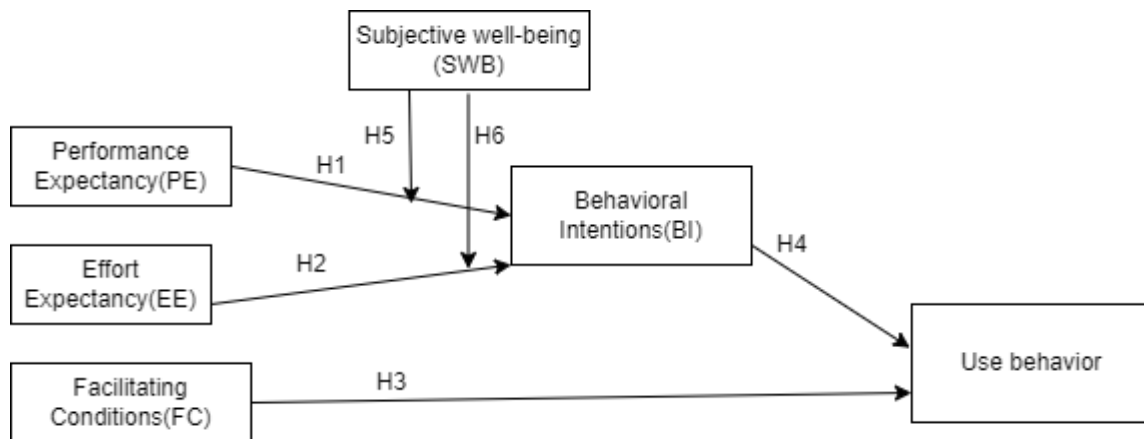 Subjective well-being
(SWB)
H5
H6
Performance
Expectancy(PE)
H1
Behavioral
Intentions(BI)
H4
Effort
Expectancy(EE)
H2
Use behavior
Facilitating
Conditions(FC)
H3